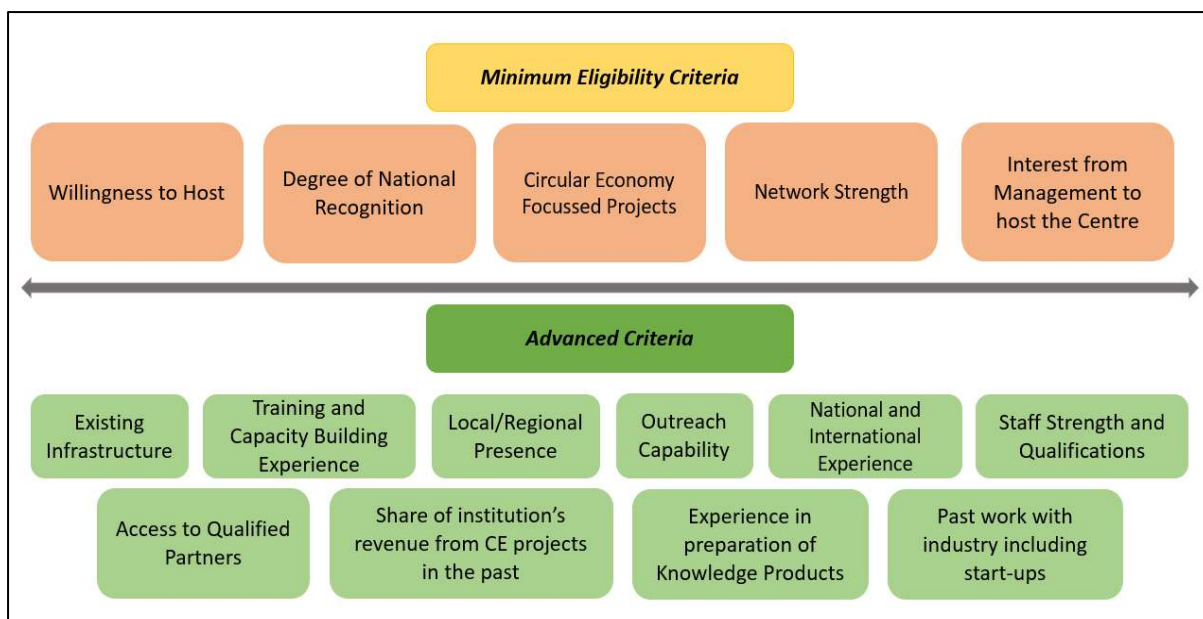 Minimum Eligibility Criteria
Willingness to Host
Degree of National
Recognition
Circular Economy
Focussed Projects
Network Strength
Interest from
Management to
host the Centre
Advanced Criteria
Existing
Infrastructure
Training and
Capacity Building
Experience
Local/Regional
Presence
Outreach
Capability
National and
International
Experience
Staff Strength and
Qualifications
Access to Qualified
Partners
Share of institution’s
revenue from CE projects
in the past
Experience in
preparation of
Knowledge Products
Past work with
industry including
start-ups